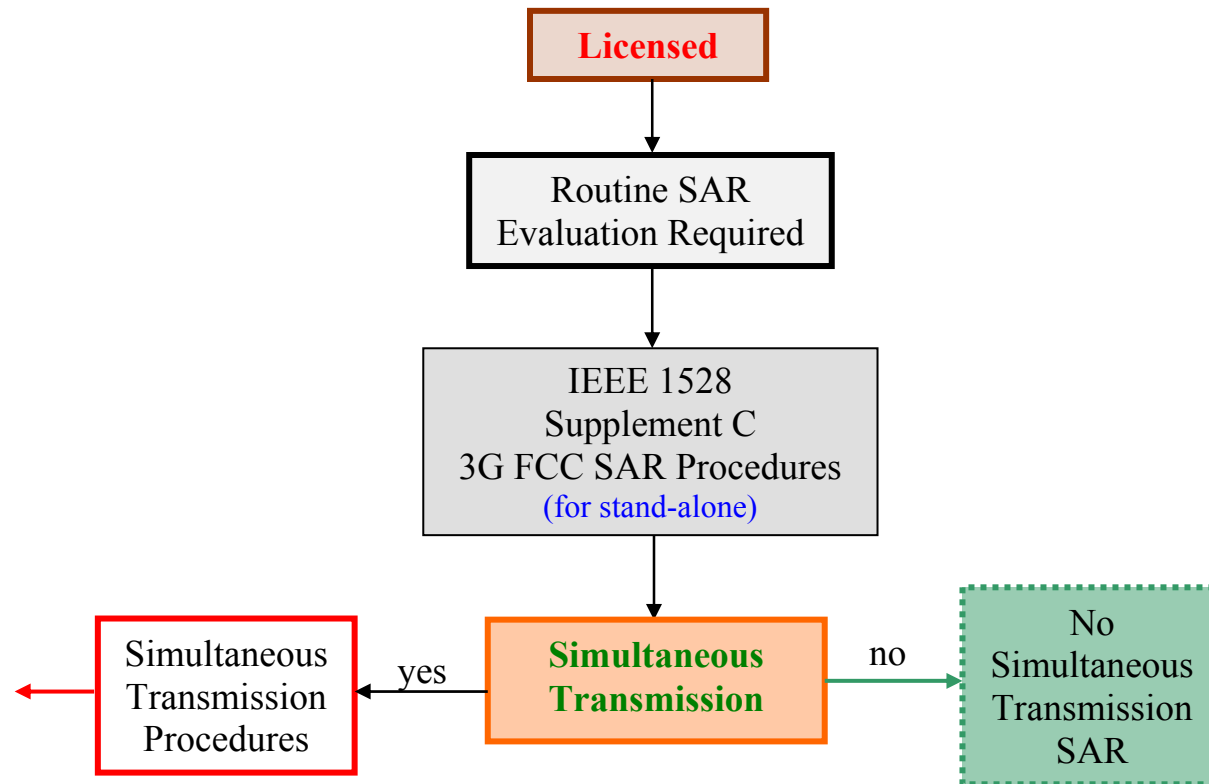 Licensed
Routine SAR
Evaluation Required
IEEE 1528
Supplement C
3G FCC SAR Procedures
(for stand-alone)
Simultaneous
Transmission
Procedures
yes
Simultaneous
Transmission
no
No
Simultaneous
Transmission
SAR